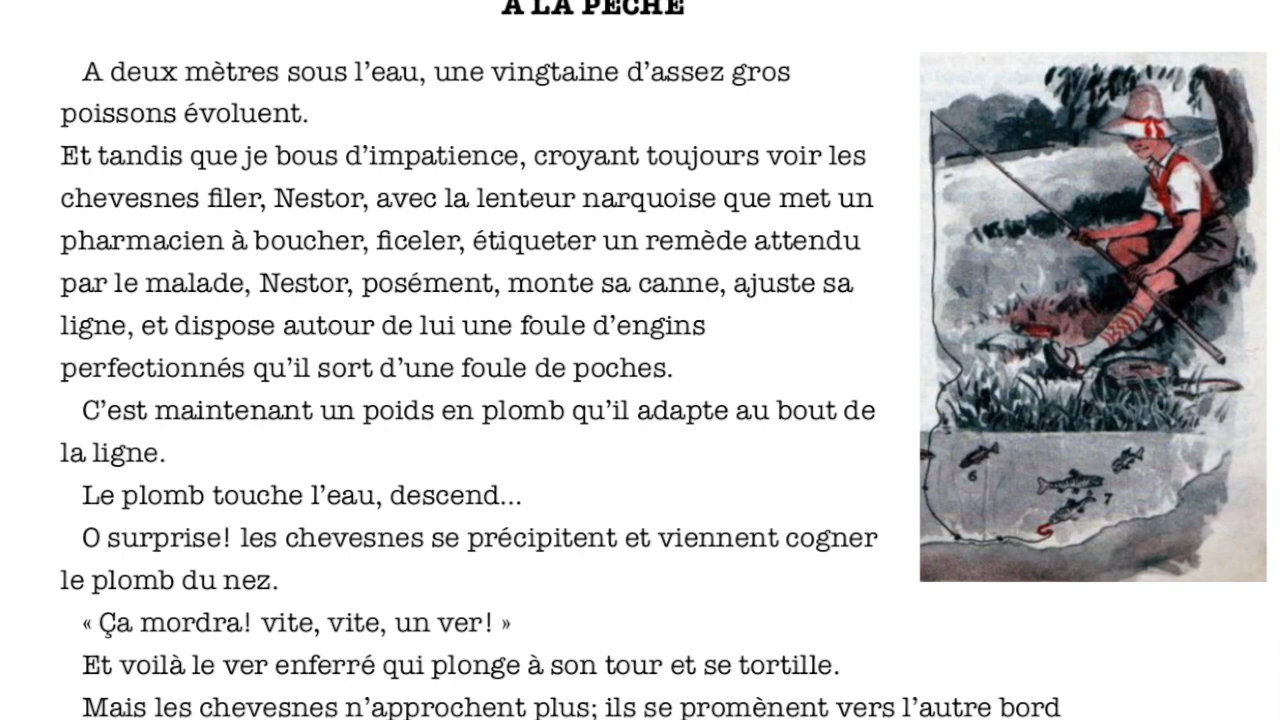 A LA PECHE
A deux mètres sous l'eau, une vingtaine d'assez gros
poissons évoluent.
Et tandis que je bous d'impatience, croyant toujours voir les
chevesnes filer, Nestor, avec la lenteur narquoise que met un
pharmacien à boucher, ficeler, étiqueter un remède attendu
par le malade, Nestor, posément, monte sa canne, ajuste sa
ligne, et dispose autour de lui une foule d'engins
perfectionnés qu'il sort d'une foule de poches.
C'est maintenant un poids en plomb qu'il adapte au bout de
la ligne.
Le plomb touche l'eau, descend...
O surprise! les chevesnes se précipitent et viennent cogner
le plomb du nez.
« Ça mordra! vite, vite, un ver! »
Et voilà le ver enferré qui plonge à son tour et se tortille.
Mais les chevesnes n'approchent plus; ils se promènent vers l'autre bord
6
7